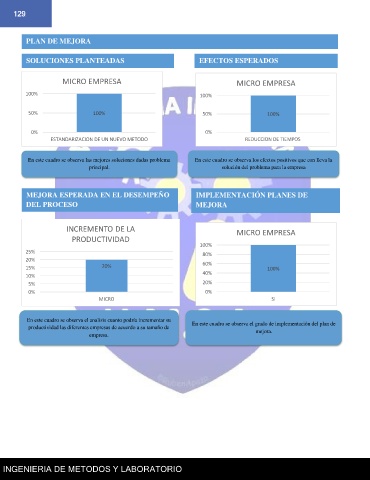 129
PLAN DE MEJORA
SOLUCIONES PLANTEADAS
EFECTOS ESPERADOS
MICRO EMPRESA
100%
50%
0%
100%
ESTANDARIZACION DE UN NUEVO METODO
MICRO EMPRESA
100%
50%
0%
100%
REDUCCION DE TIEMPOS
En este cuadro se observa las mejores soluciones dadas problema
principal.
En este cuadro se observa los efectos positivos que con lleva la
solución del problema para la empresa.
MEJORA ESPERADA EN EL DESEMPEÑO
DEL PROCESO
IMPLEMENTACIÓN PLANES DE
MEJORA
INCREMENTO DE LA
PRODUCTIVIDAD
25%
20%
15%
10%
5%
0%
20%
MICRO
MICRO EMPRESA
100%
80%
60%
40%
20%
0%
100%
En este cuadro se observa el análisis cuanto podría incrementar su
productividad las diferentes empresas de acuerdo a su tamaño de
empresa.
En este cuadro se observa el grado de implementación del plan de
mejora.
INGENIERIA DE METODOS Y LABORATORIO